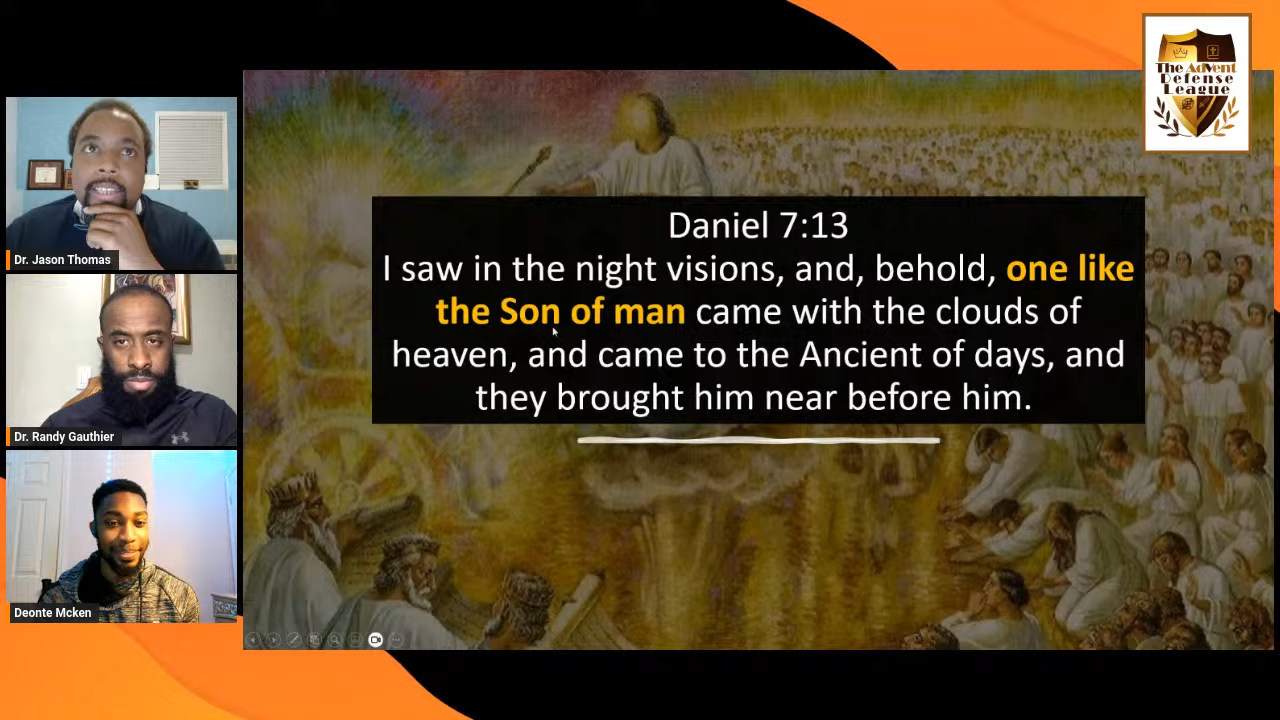 The Advent
Defense
League
Dr. Jason Thomas
Dr. Randy Gauthier
Deonte Mcken
Daniel 7:13
I saw in the night visions, and, behold, one like
the Son of man came with the clouds of
heaven, and came to the Ancient of days, and
they brought him near before him.